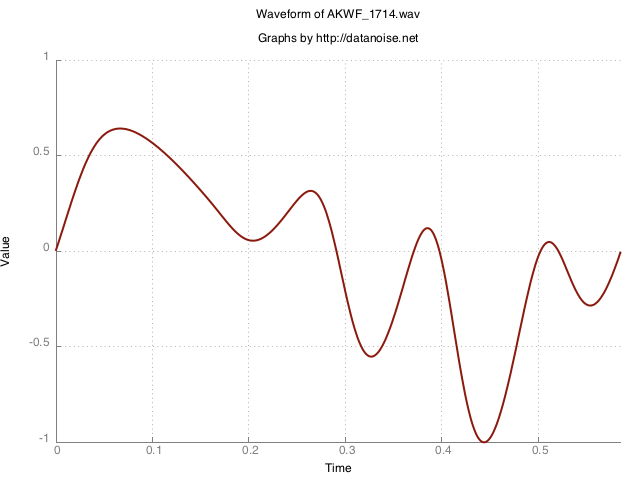 Waveform of AKWF_1714.wav
Graphs by http://datanoise.net
1
0.5
0
-0.5
-1
Value
0 0.1 0.2 0.3 0.4 0.5
Time